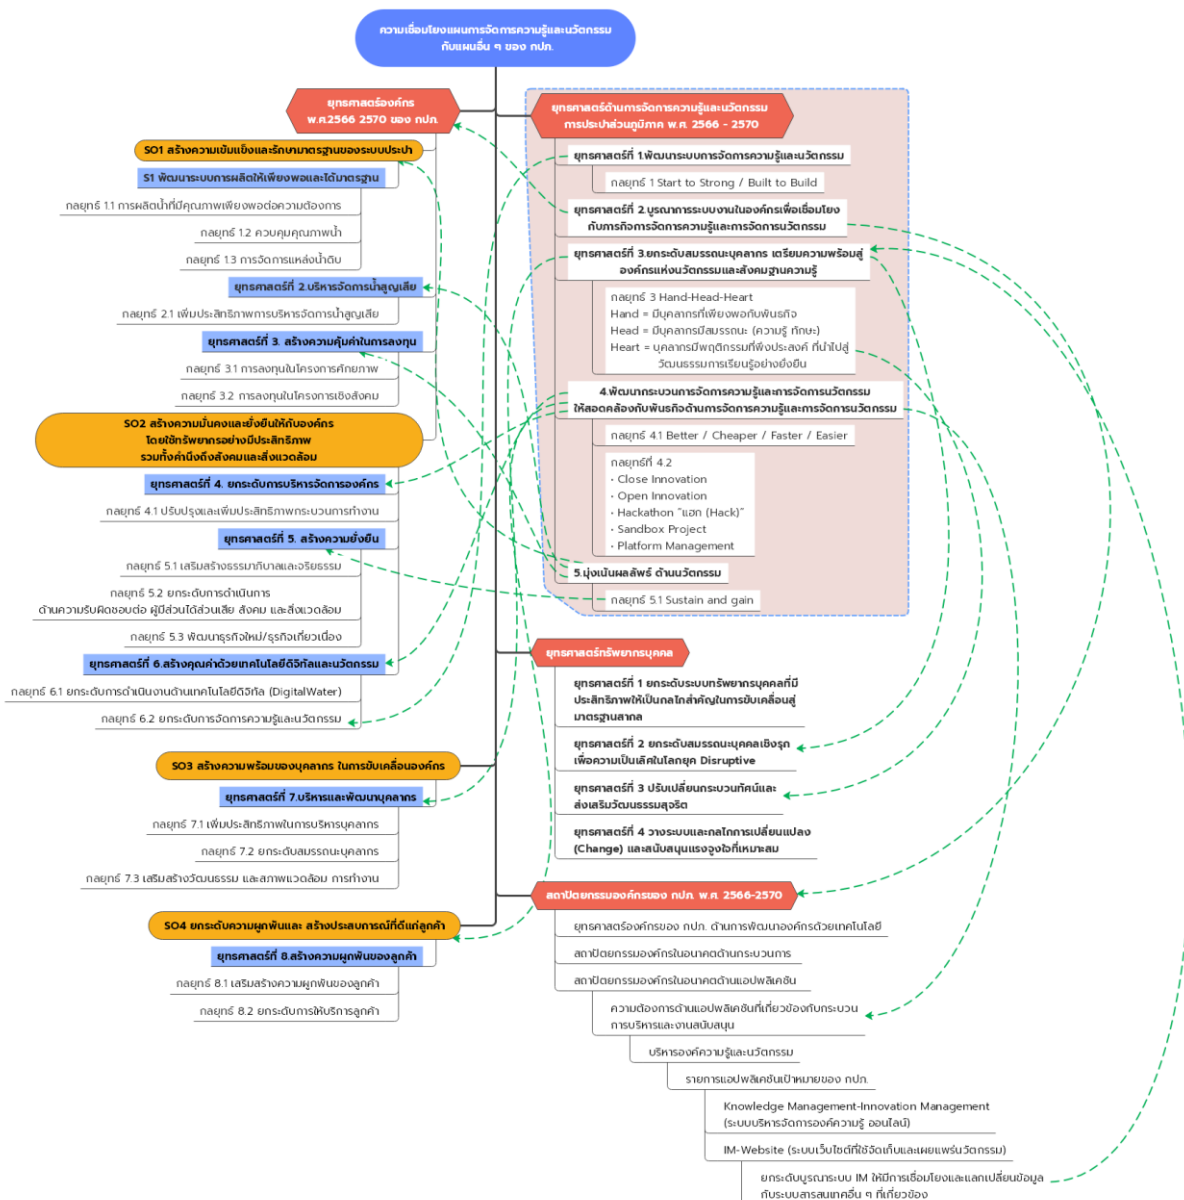 ความเชื่อมโยงแผนการจัดการความรู้และนวัตกรรม
กับแผนอื่น ๆ ของ กปภ.
ยุทธศาสตร์องค์กร
พ.ศ.2566 2570 ของ กปภ.
SO1 สร้างความเข้มแข็งและรักษามาตรฐานของระบบประปา
S1 พัฒนาระบบการผลิตให้เพียงพอและได้มาตรฐาน
กลยุทธ์ 1.1 การผลิตน้ำที่มีคุณภาพเพียงพอต่อความต้องการ
กลยุทธ์ 1.2 ควบคุมคุณภาพน้ำ
กลยุทธ์ 1.3 การจัดการแหล่งน้ำดิบ
ยุทธศาสตร์ที่ 2.บริหารจัดการน้ำสูญเสีย
กลยุทธ์ 2.1 เพิ่มประสิทธิภาพการบริหารจัดการน้ำสูญเสีย
ยุทธศาสตร์ที่ 3. สร้างความคุ้มค่าในการลงทุน
กลยุทธ์ 3.1 การลงทุนในโครงการศักยภาพ
กลยุทธ์ 3.2 การลงทุนในโครงการเชิงสังคม
SO2 สร้างความมั่นคงและยั่งยืนให้กับองค์กร
โดยใช้ทรัพยากรอย่างมีประสิทธิภาพ
รวมทั้งคำนึงถึงสังคมและสิ่งแวดล้อม
ยุทธศาสตร์ที่ 4. ยกระดับการบริหารจัดการองค์กร
กลยุทธ์ 4.1 ปรับปรุงและเพิ่มประสิทธิภาพกระบวนการทำงาน
ยุทธศาสตร์ที่ 5. สร้างความยั่งยืน
กลยุทธ์ 5.1 เสริมสร้างธรรมาภิบาลและจริยธรรม
กลยุทธ์ 5.2 ยกระดับการดำเนินการ
ด้านความรับผิดชอบต่อ ผู้มีส่วนได้ส่วนเสีย สังคม และสิ่งแวดล้อม
กลยุทธ์ 5.3 พัฒนาธุรกิจใหม่/ธุรกิจเกี่ยวเนื่อง
ยุทธศาสตร์ที่ 6.สร้างคุณค่าด้วยเทคโนโลยีดิจิทัลและนวัตกรรม
กลยุทธ์ 6.1 ยกระดับการดำเนินงานด้านเทคโนโลยีดิจิทัล (DigitalWater)
กลยุทธ์ 6.2 ยกระดับการจัดการความรู้และนวัตกรรม
SO3 สร้างความพร้อมของบุคลากร ในการขับเคลื่อนองค์กร
ยุทธศาสตร์ที่ 7.บริหารและพัฒนาบุคลากร
กลยุทธ์ 7.1 เพิ่มประสิทธิภาพในการบริหารบุคลากร
กลยุทธ์ 7.2 ยกระดับสมรรถนะบุคลากร
กลยุทธ์ 7.3 เสริมสร้างวัฒนธรรม และสภาพแวดล้อม การทำงาน
SO4 ยกระดับความผูกพันและ สร้างประสบการณ์ที่ดีแก่ลูกค้า
ยุทธศาสตร์ที่ 8.สร้างความผูกพันของลูกค้า
กลยุทธ์ 8.1 เสริมสร้างความผูกพันของลูกค้า
กลยุทธ์ 8.2 ยกระดับการให้บริการลูกค้า
ยุทธศาสตร์ด้านการจัดการความรู้และนวัตกรรม
การประปาส่วนภูมิภาค พ.ศ. 2566 - 2570
ยุทธศาสตร์ที่ 1.พัฒนาระบบการจัดการความรู้และนวัตกรรม
กลยุทธ์ 1 Start to Strong / Built to Build
ยุทธศาสตร์ที่ 2.บูรณาการระบบงานในองค์กรเพื่อเชื่อมโยง
กับภารกิจการจัดการความรู้และการจัดการนวัตกรรม
ยุทธศาสตร์ที่ 3.ยกระดับสมรรถนะบุคลากร เตรียมความพร้อมสู่
องค์กรแห่งนวัตกรรมและสังคมฐานความรู้
กลยุทธ์ 3 Hand-Head-Heart
Hand = มีบุคลากรที่เพียงพอกับพันธกิจ
Head = มีบุคลากรมีสมรรถนะ (ความรู้ ทักษะ)
Heart = บุคลากรมีพฤติกรรมที่พึงประสงค์ ที่นำไปสู่
วัฒนธรรมการเรียนรู้อย่างยั่งยืน
4.พัฒนากระบวนการจัดการความรู้และการจัดการนวัตกรรม
ให้สอดคล้องกับพันธกิจด้านการจัดการความรู้และการจัดการนวัตกรรม
กลยุทธ์ 4.1 Better / Cheaper / Faster / Easier
กลยุทธ์ที่ 4.2
• Close Innovation
• Open Innovation
• Hackathon “แฮก (Hack)”
• Sandbox Project
• Platform Management
5.มุ่งเน้นผลลัพธ์ ด้านนวัตกรรม
กลยุทธ์ 5.1 Sustain and gain
ยุทธศาสตร์ทรัพยากรบุคคล
ยุทธศาสตร์ที่ 1 ยกระดับระบบทรัพยากรบุคคลที่มี
ประสิทธิภาพให้เป็นกลไกสำคัญในการขับเคลื่อนสู่
มาตรฐานสากล
ยุทธศาสตร์ที่ 2 ยกระดับสมรรถนะบุคคลเชิงรุก
เพื่อความเป็นเลิศในโลกยุค Disruptive
ยุทธศาสตร์ที่ 3 ปรับเปลี่ยนกระบวนทัศน์และ
ส่งเสริมวัฒนธรรมสุจริต
ยุทธศาสตร์ที่ 4 วางระบบและกลไกการเปลี่ยนแปลง
(Change) และสนับสนุนแรงจูงใจที่เหมาะสม
สถาปัตยกรรมองค์กรของ กปภ. พ.ศ. 2566-2570
ยุทธศาสตร์องค์กรของ กปภ. ด้านการพัฒนาองค์กรด้วยเทคโนโลยี
สถาปัตยกรรมองค์กรในอนาคตด้านกระบวนการ
สถาปัตยกรรมองค์กรในอนาคตด้านแอปพลิเคชัน
ความต้องการด้านแอปพลิเคชันที่เกี่ยวข้องกับกระบวน
การบริหารและงานสนับสนุน
บริหารองค์ความรู้และนวัตกรรม
รายการแอปพลิเคชันเป้าหมายของ กปภ.
Knowledge Management-Innovation Management
(ระบบบริหารจัดการองค์ความรู้ ออนไลน์)
IM-Website (ระบบเว็บไซต์ที่ใช้จัดเก็บและเผยแพร่นวัตกรรม)
ยกระดับบูรณาระบบ IM ให้มีการเชื่อมโยงและแลกเปลี่ยนข้อมูล
กับระบบสารสนเทศอื่น ๆ ที่เกี่ยวข้อง